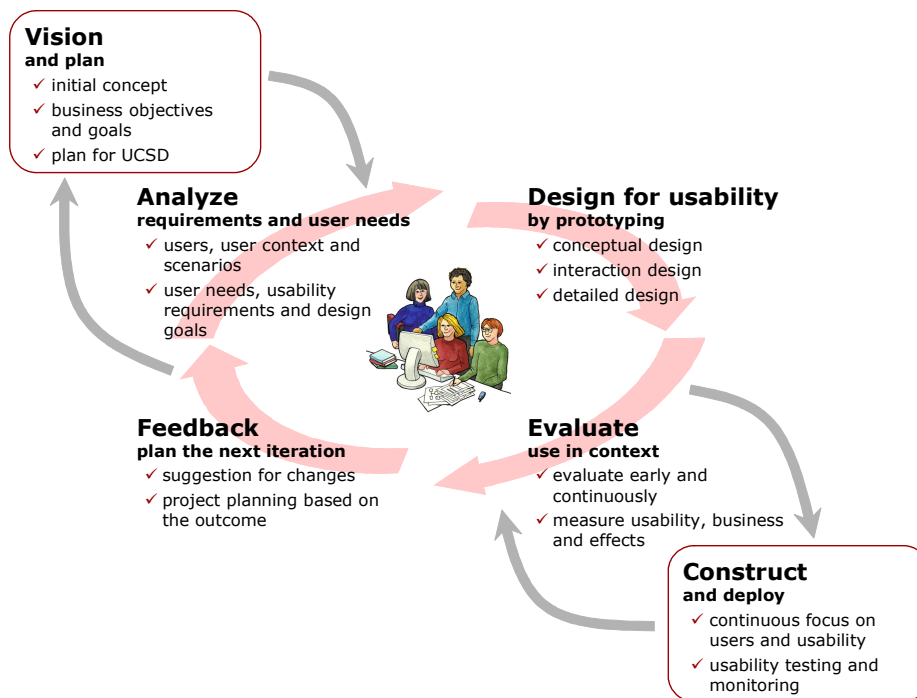 Vision
and plan
✓ initial concept
✓ business objectives
and goals
✓ plan for UCSD
Analyze
requirements and user needs
✓ users, user context and
scenarios
✓ user needs, usability
requirements and design
goals
Design for usability
by prototyping
✓ conceptual design
✓ interaction design
✓ detailed design
Feedback
plan the next iteration
✓ suggestion for changes
✓ project planning based on
the outcome
Evaluate
use in context
✓ evaluate early and
continuously
✓ measure usability, business
and effects
Construct
and deploy
✓ continuous focus on
users and usability
✓ usability testing and
monitoring